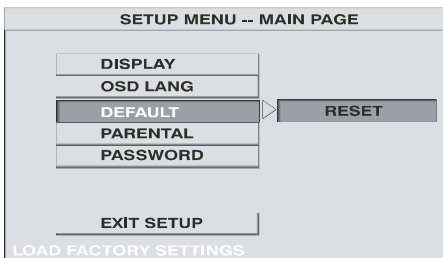 SETUP MENU -- MAIN PAGE
DISPLAY
OSD LANG
DEFAULT
RESET
PARENTAL
PASSWORD
EXIT SETUP
LOAD FACTORY SETTINGS